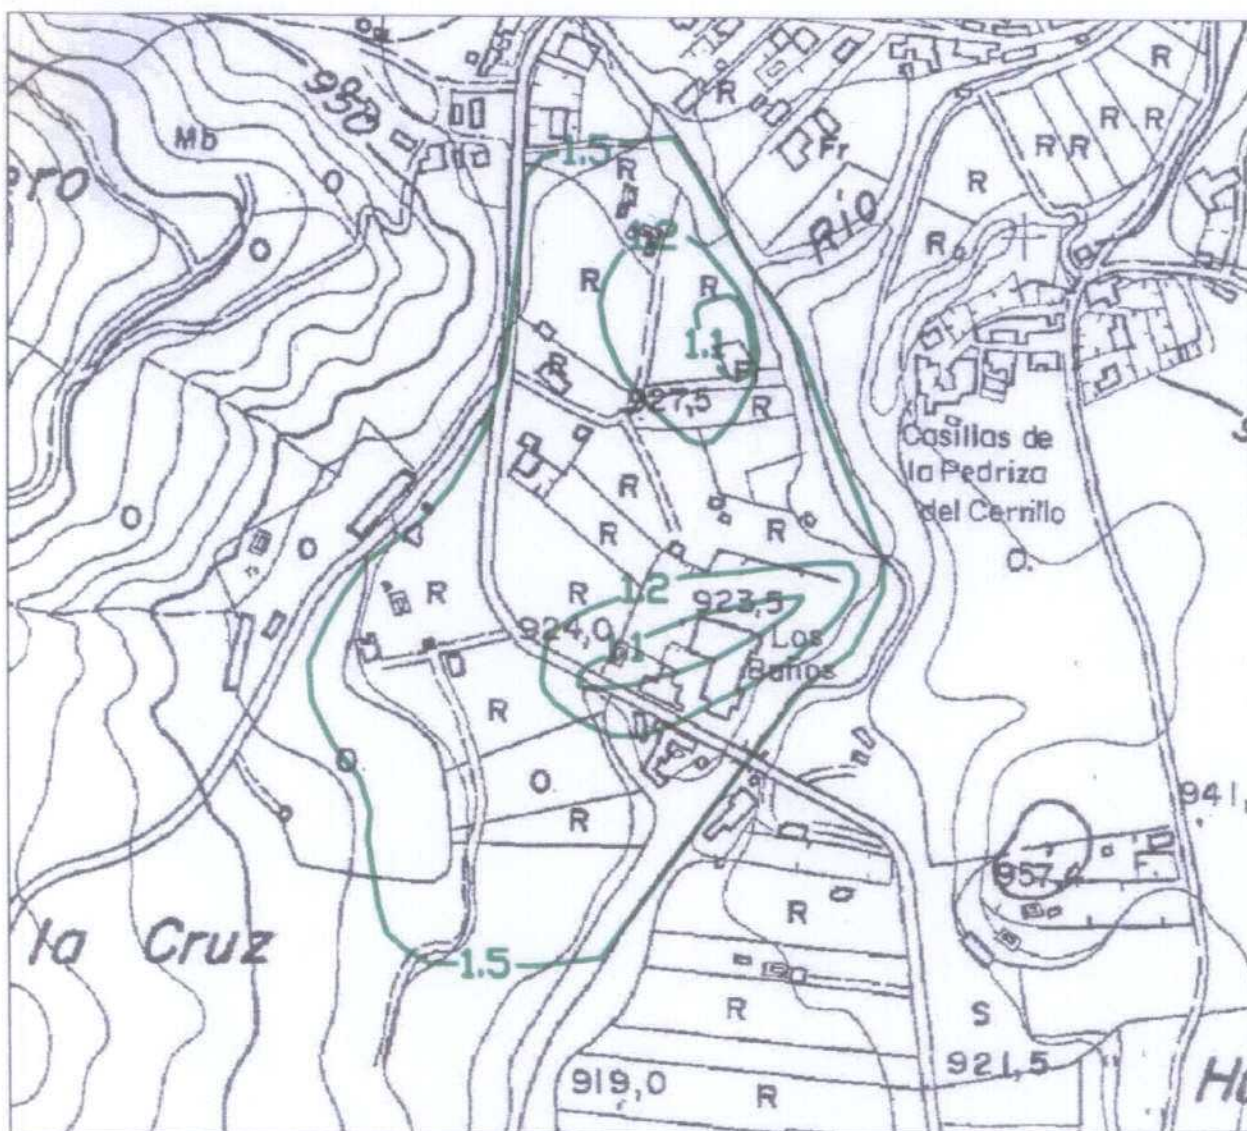 950
Mb
ero
O
O
1.5
R
R
Fr
RIO
R
R
R
R
R
R
R
1.2
R
R
1.1
R
927,5
R
Casillas de
la Pedriza
del Cerrillo
O.
O
O
R
R
R
R
R
1.2
923,5
924,0
1.1
Los
Baños
R
O
R
941,
957,4
R
la Cruz
1.5
R
S
921,5
919,0
R